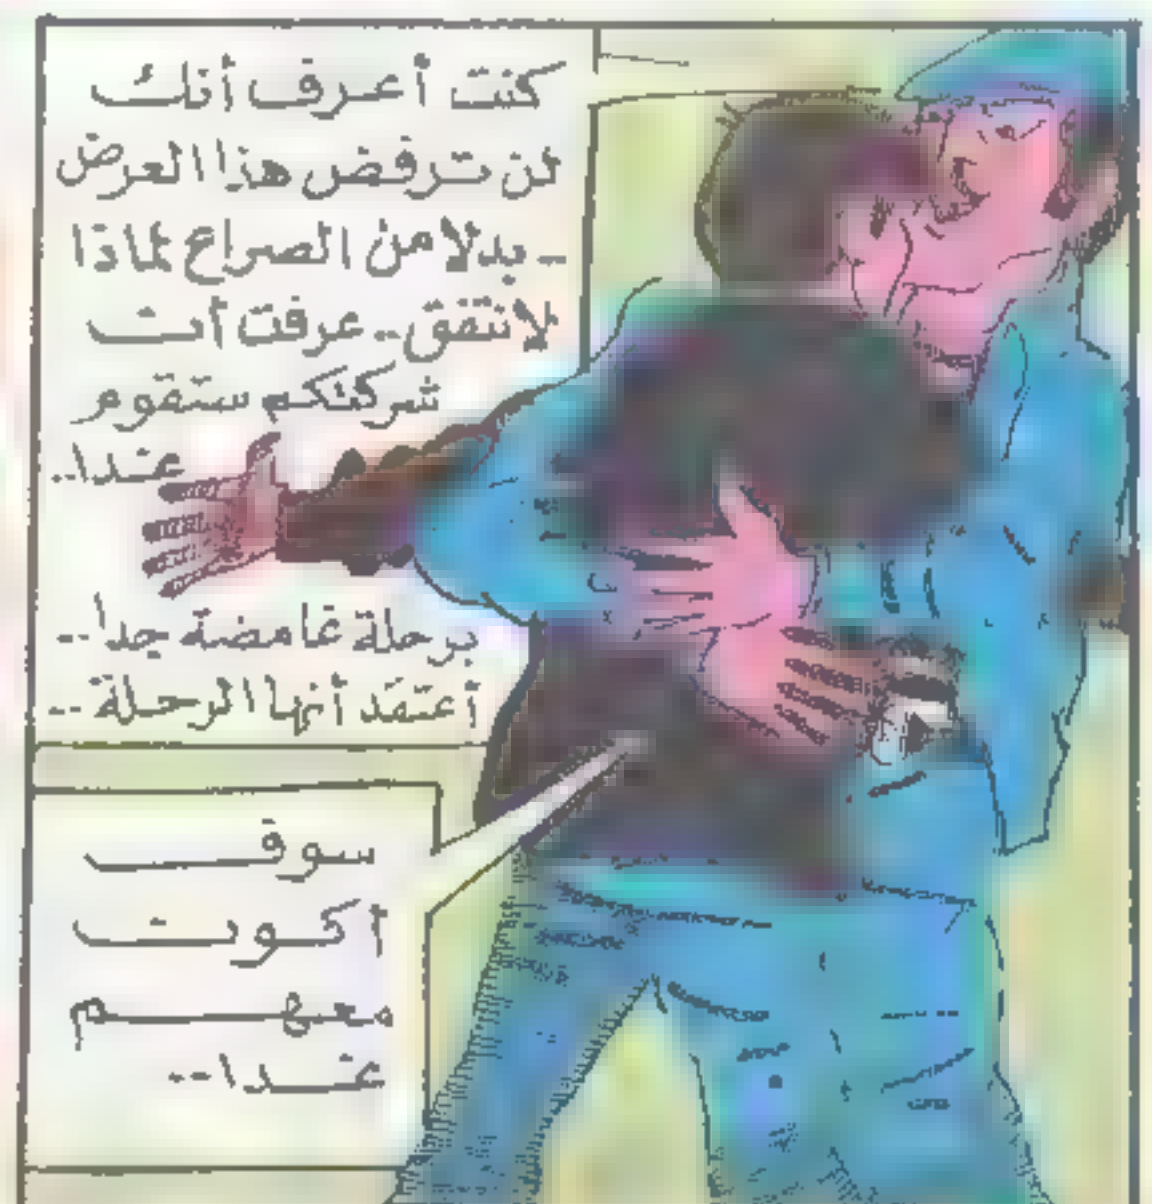 كنت أعرف أنك
لن ترفض هذا العرض
.. بدلا من الصراع لماذا
لا نتفق .. عرفت أن
شركتكم ستقوم
غدا ..
برحلة غامضة جدا ..
أعتقد أنها الرحلة ..
سوف
اكون
معهم
غدا ..